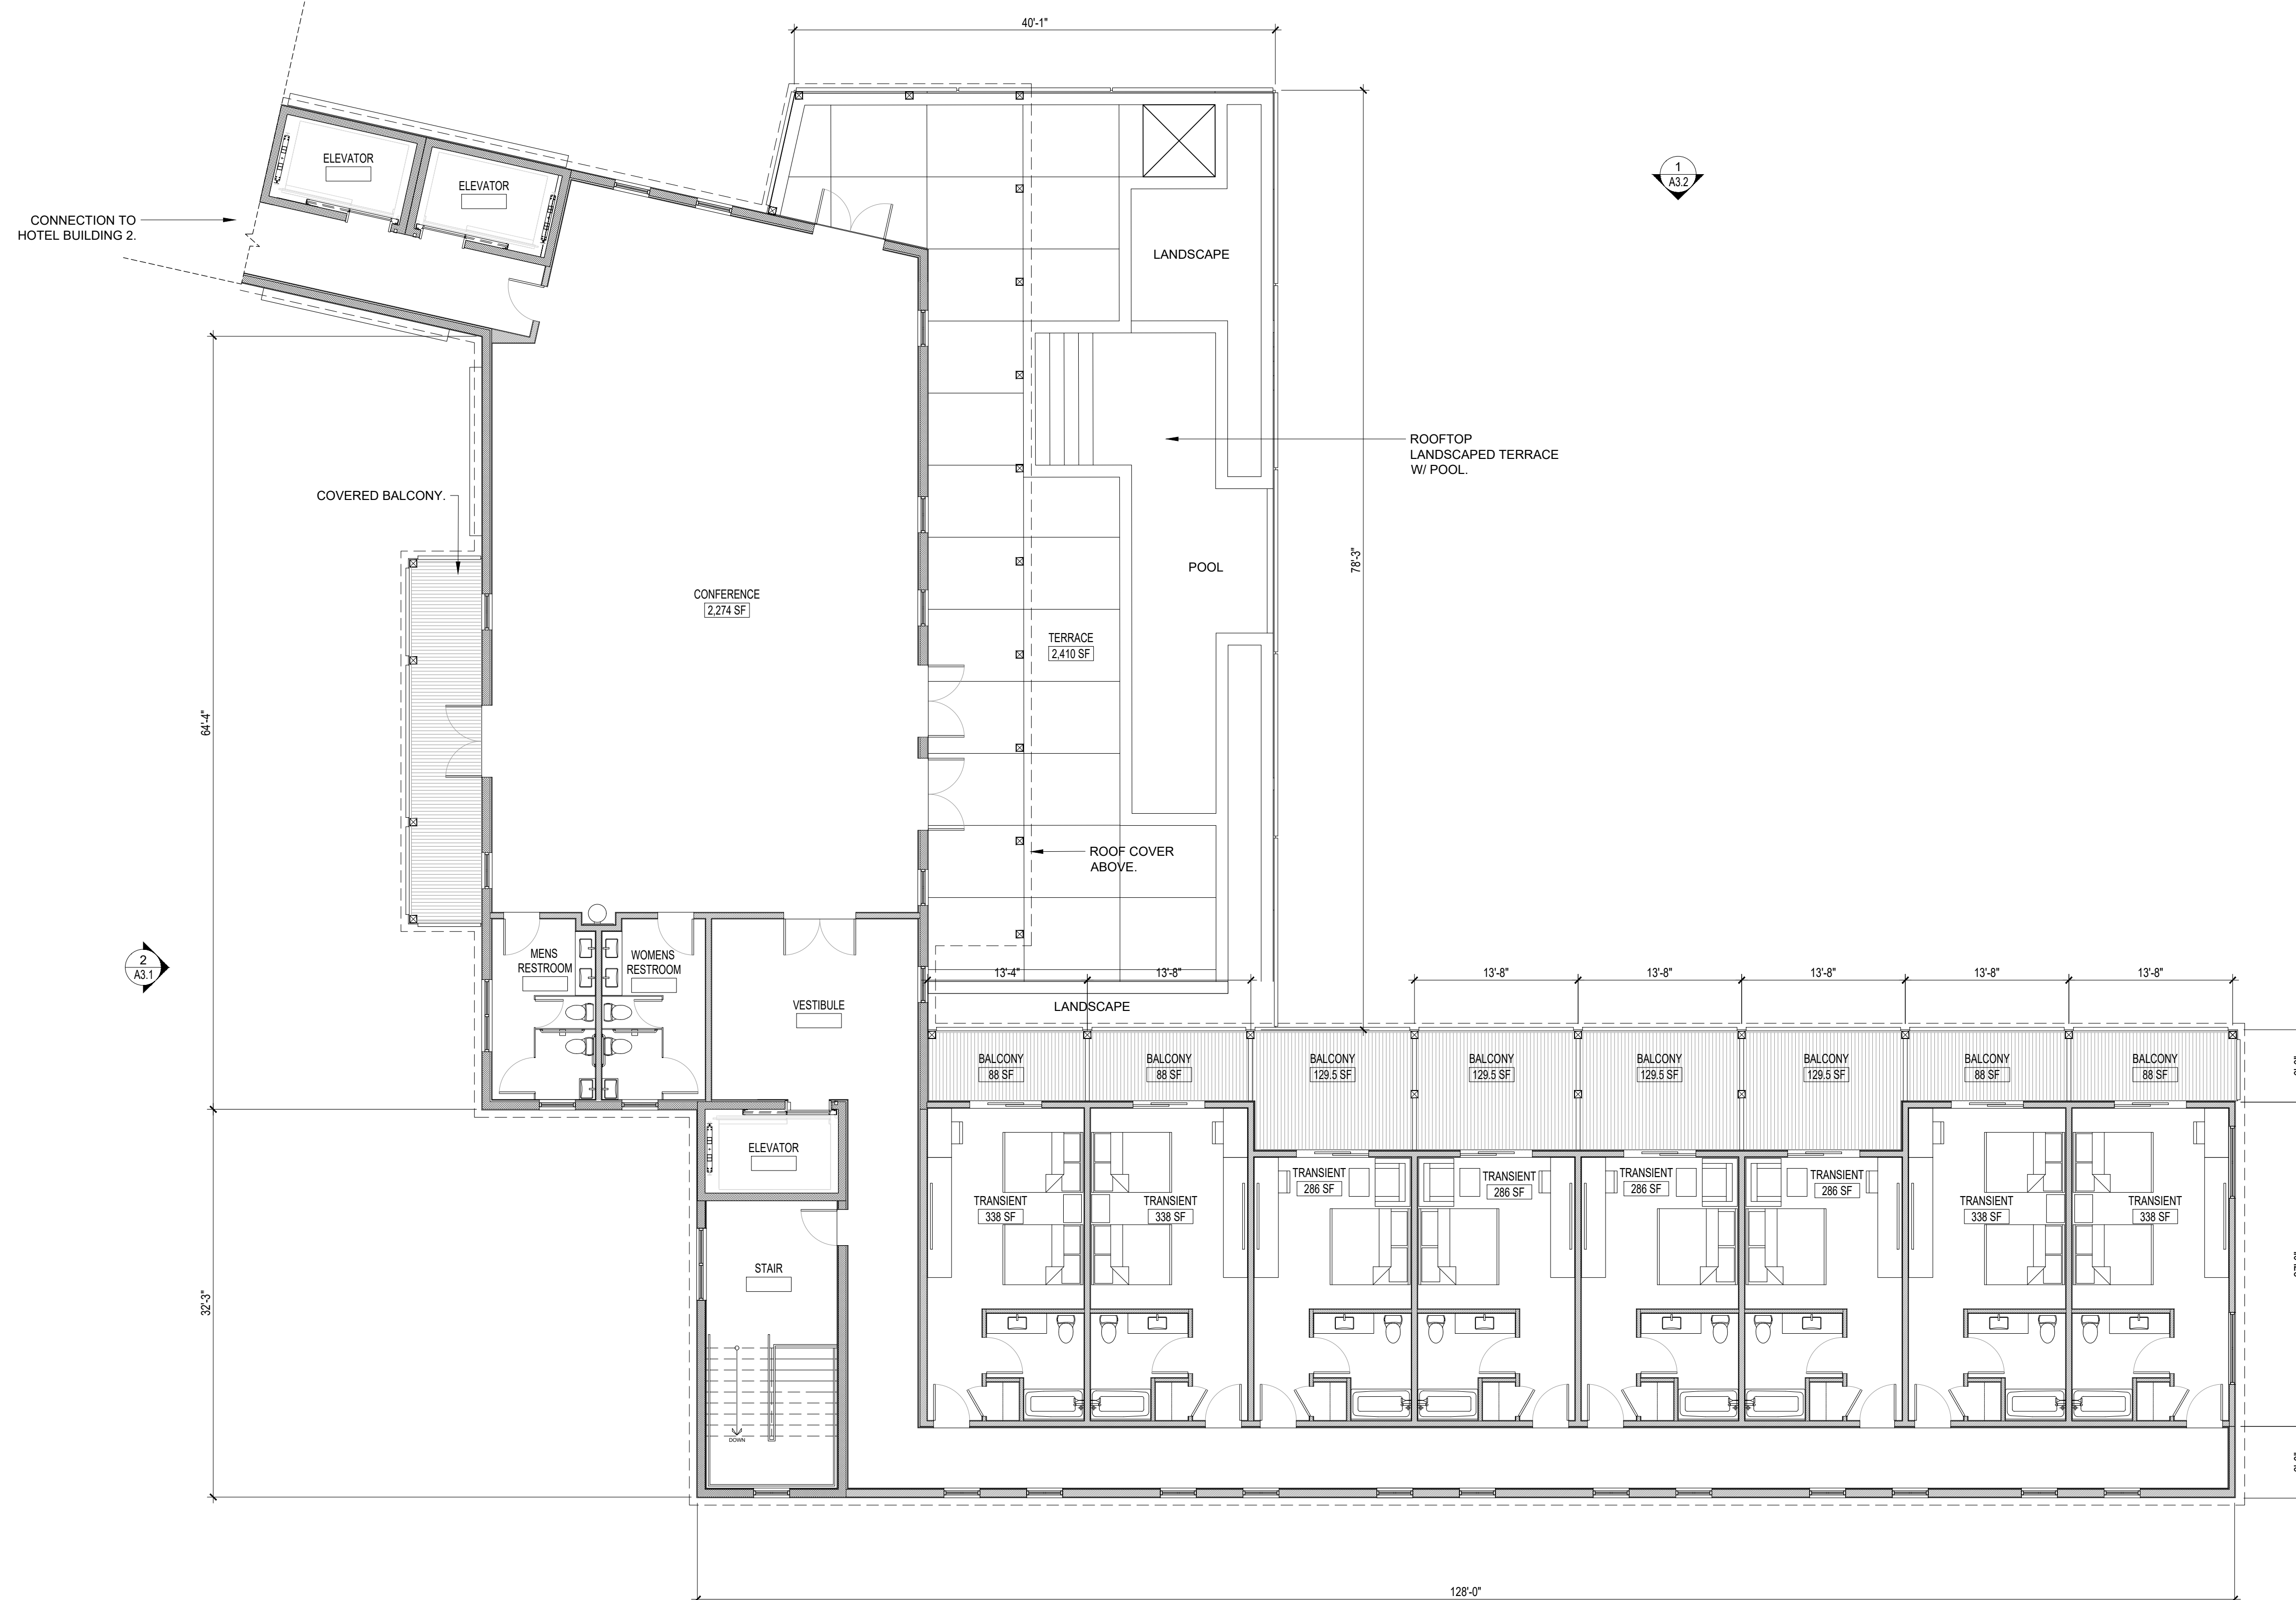 40'-1"
ELEVATOR
ELEVATOR
1
A3.2
CONNECTION TO
HOTEL BUILDING 2.
LANDSCAPE
ROOFTOP
LANDSCAPED TERRACE
W/ POOL.
COVERED BALCONY.
78'-3"
POOL
CONFERENCE
2,274 SF
TERRACE
2,410 SF
64'-4"
ROOF COVER
ABOVE.
2
A3.1
MENS
RESTROOM
WOMENS
RESTROOM
13'-4"
13'-8"
13'-8"
13'-8"
13'-8"
13'-8"
13'-8"
VESTIBULE
LANDSCAPE
BALCONY
88 SF
BALCONY
88 SF
BALCONY
129.5 SF
BALCONY
129.5 SF
BALCONY
129.5 SF
BALCONY
129.5 SF
BALCONY
88 SF
BALCONY
88 SF
ELEVATOR
TRANSIENT
338 SF
TRANSIENT
338 SF
TRANSIENT
286 SF
TRANSIENT
286 SF
TRANSIENT
286 SF
TRANSIENT
286 SF
TRANSIENT
338 SF
TRANSIENT
338 SF
STAIR
32'-3"
DOWN
128'-0"